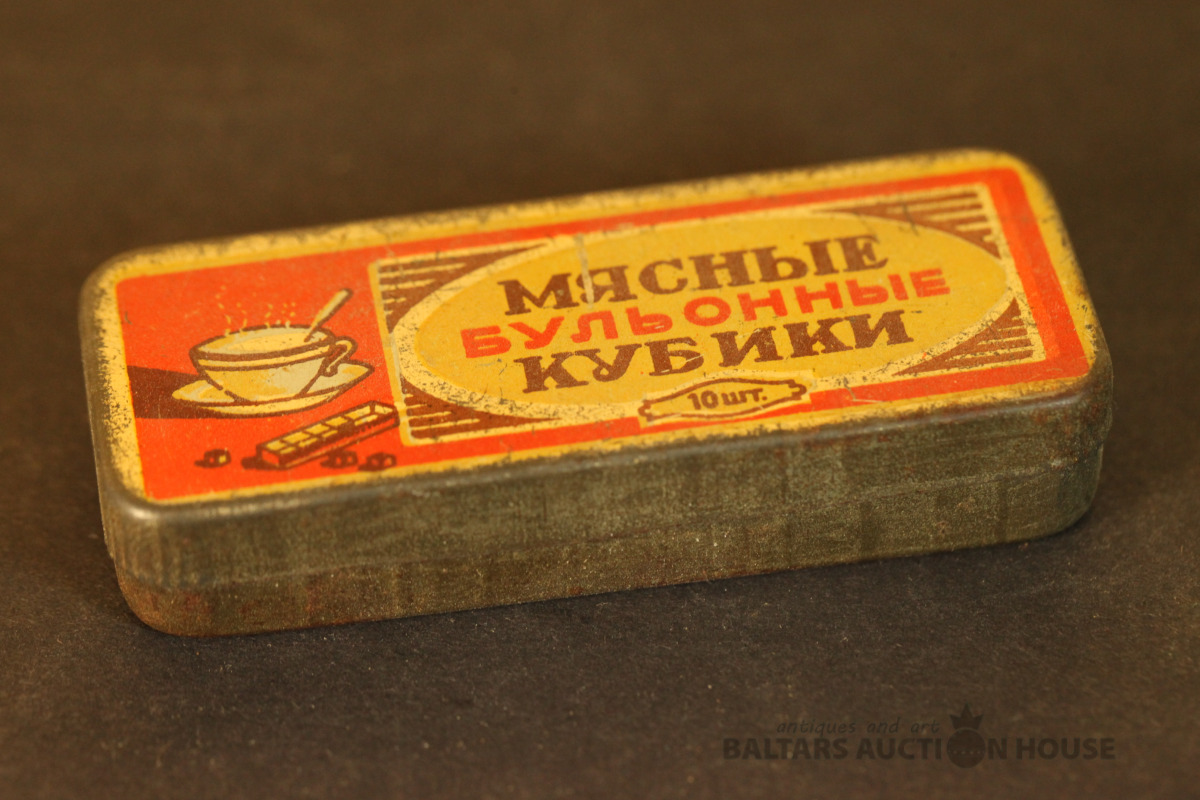 МЯСНЫЕ
БУЛЬОННЫЕ
КУБИКИ
10 шт.
antiques and art
BALTARS AUCTION HOUSE